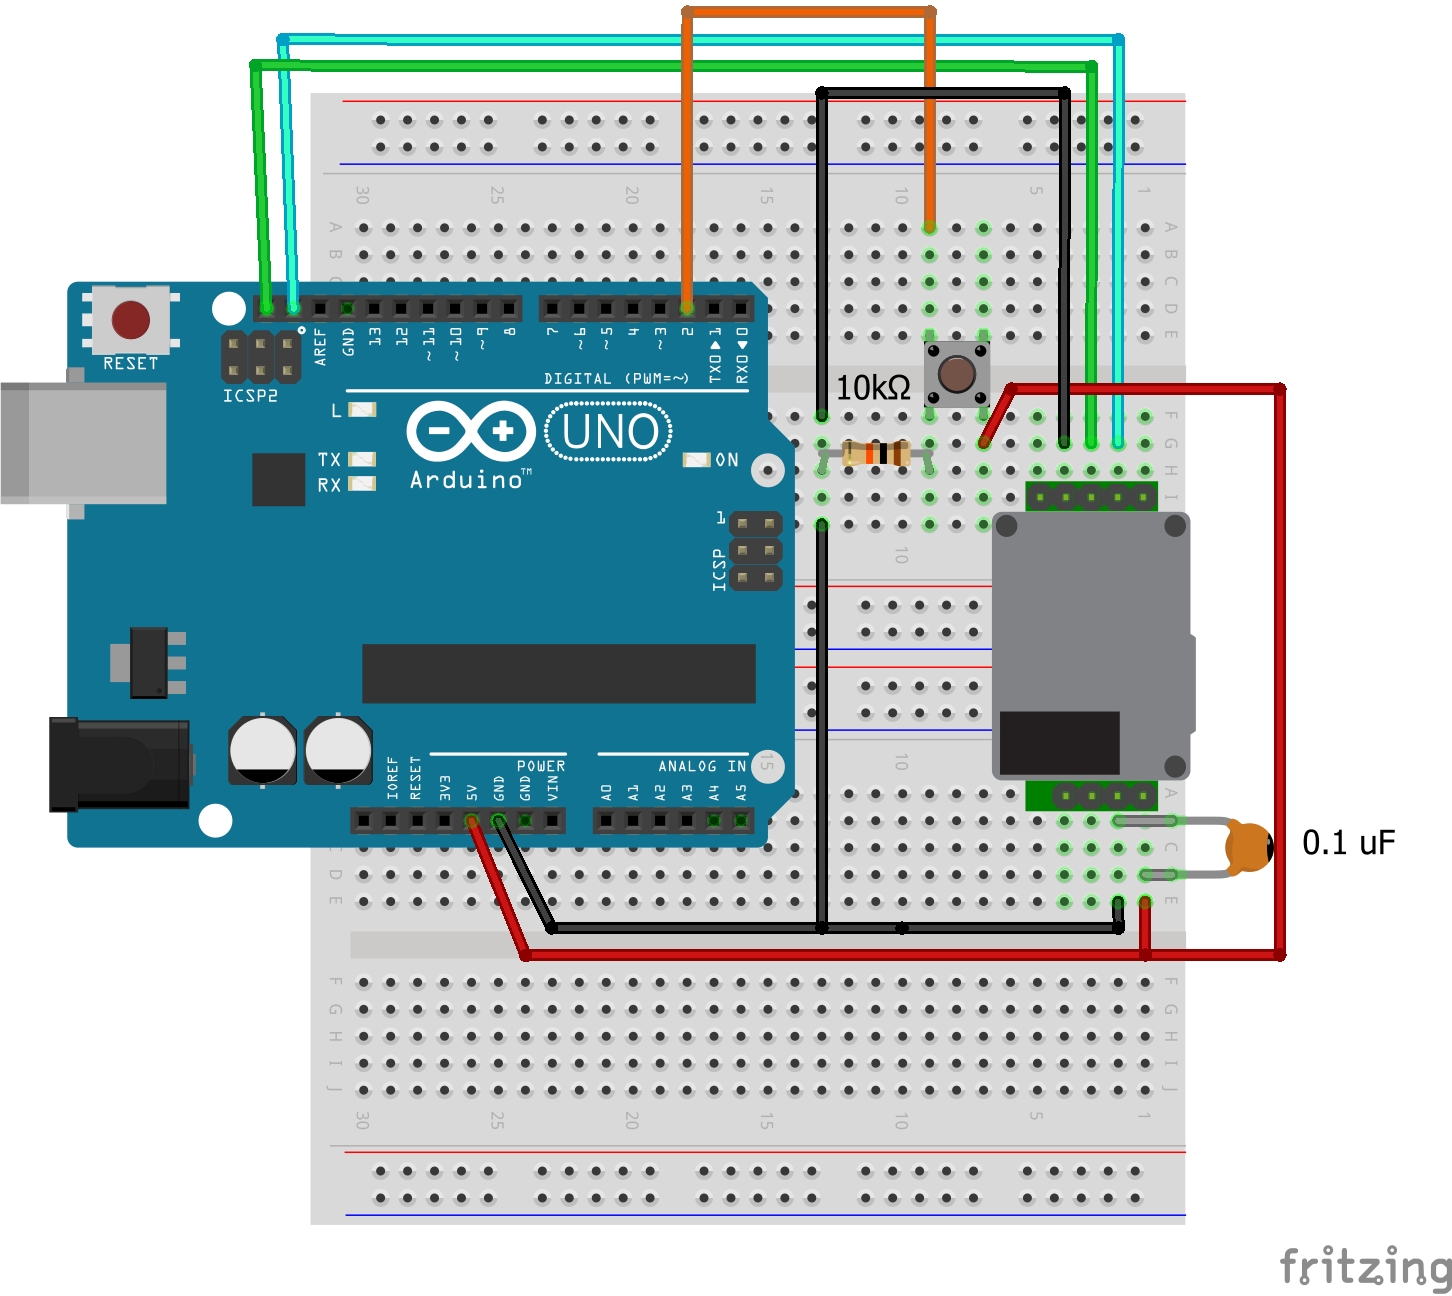 30 25 20 15 10 5 1
A A
B B
C C
D
E
RESET
ICSP2
AREF
GND
13
12
~11
~10
~9
8
7
~6
~5
4
~3
2
TX0▶1
RX0◀0
DIGITAL (PWM=~)
L
TX
RX
UNO
Arduino™
ON
1
ICSP
10kΩ
F
G
H
I
10
POWER
ANALOG IN
IOREF
RESET
3V3
5V
GND
GND
VIN
A0
A1
A2
A3
A4
A5
15 10
A
C
D D
E E
0.1 uF
F F
G G
H H
I I
J J
30 25 20 15 10 5 1
fritzing